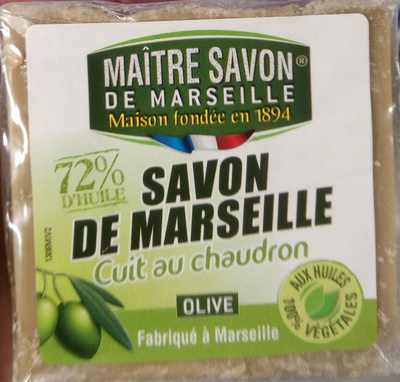 MAÎTRE SAVON®
DE MARSEILLE
Maison fondée en 1894
72%
D'HUILE
SAVON
DE MARSEILLE
Cuit au chaudron
OLIVE
AUX HUILES
100% VÉGÉTALES
Fabriqué à Marseille
1306MIV2